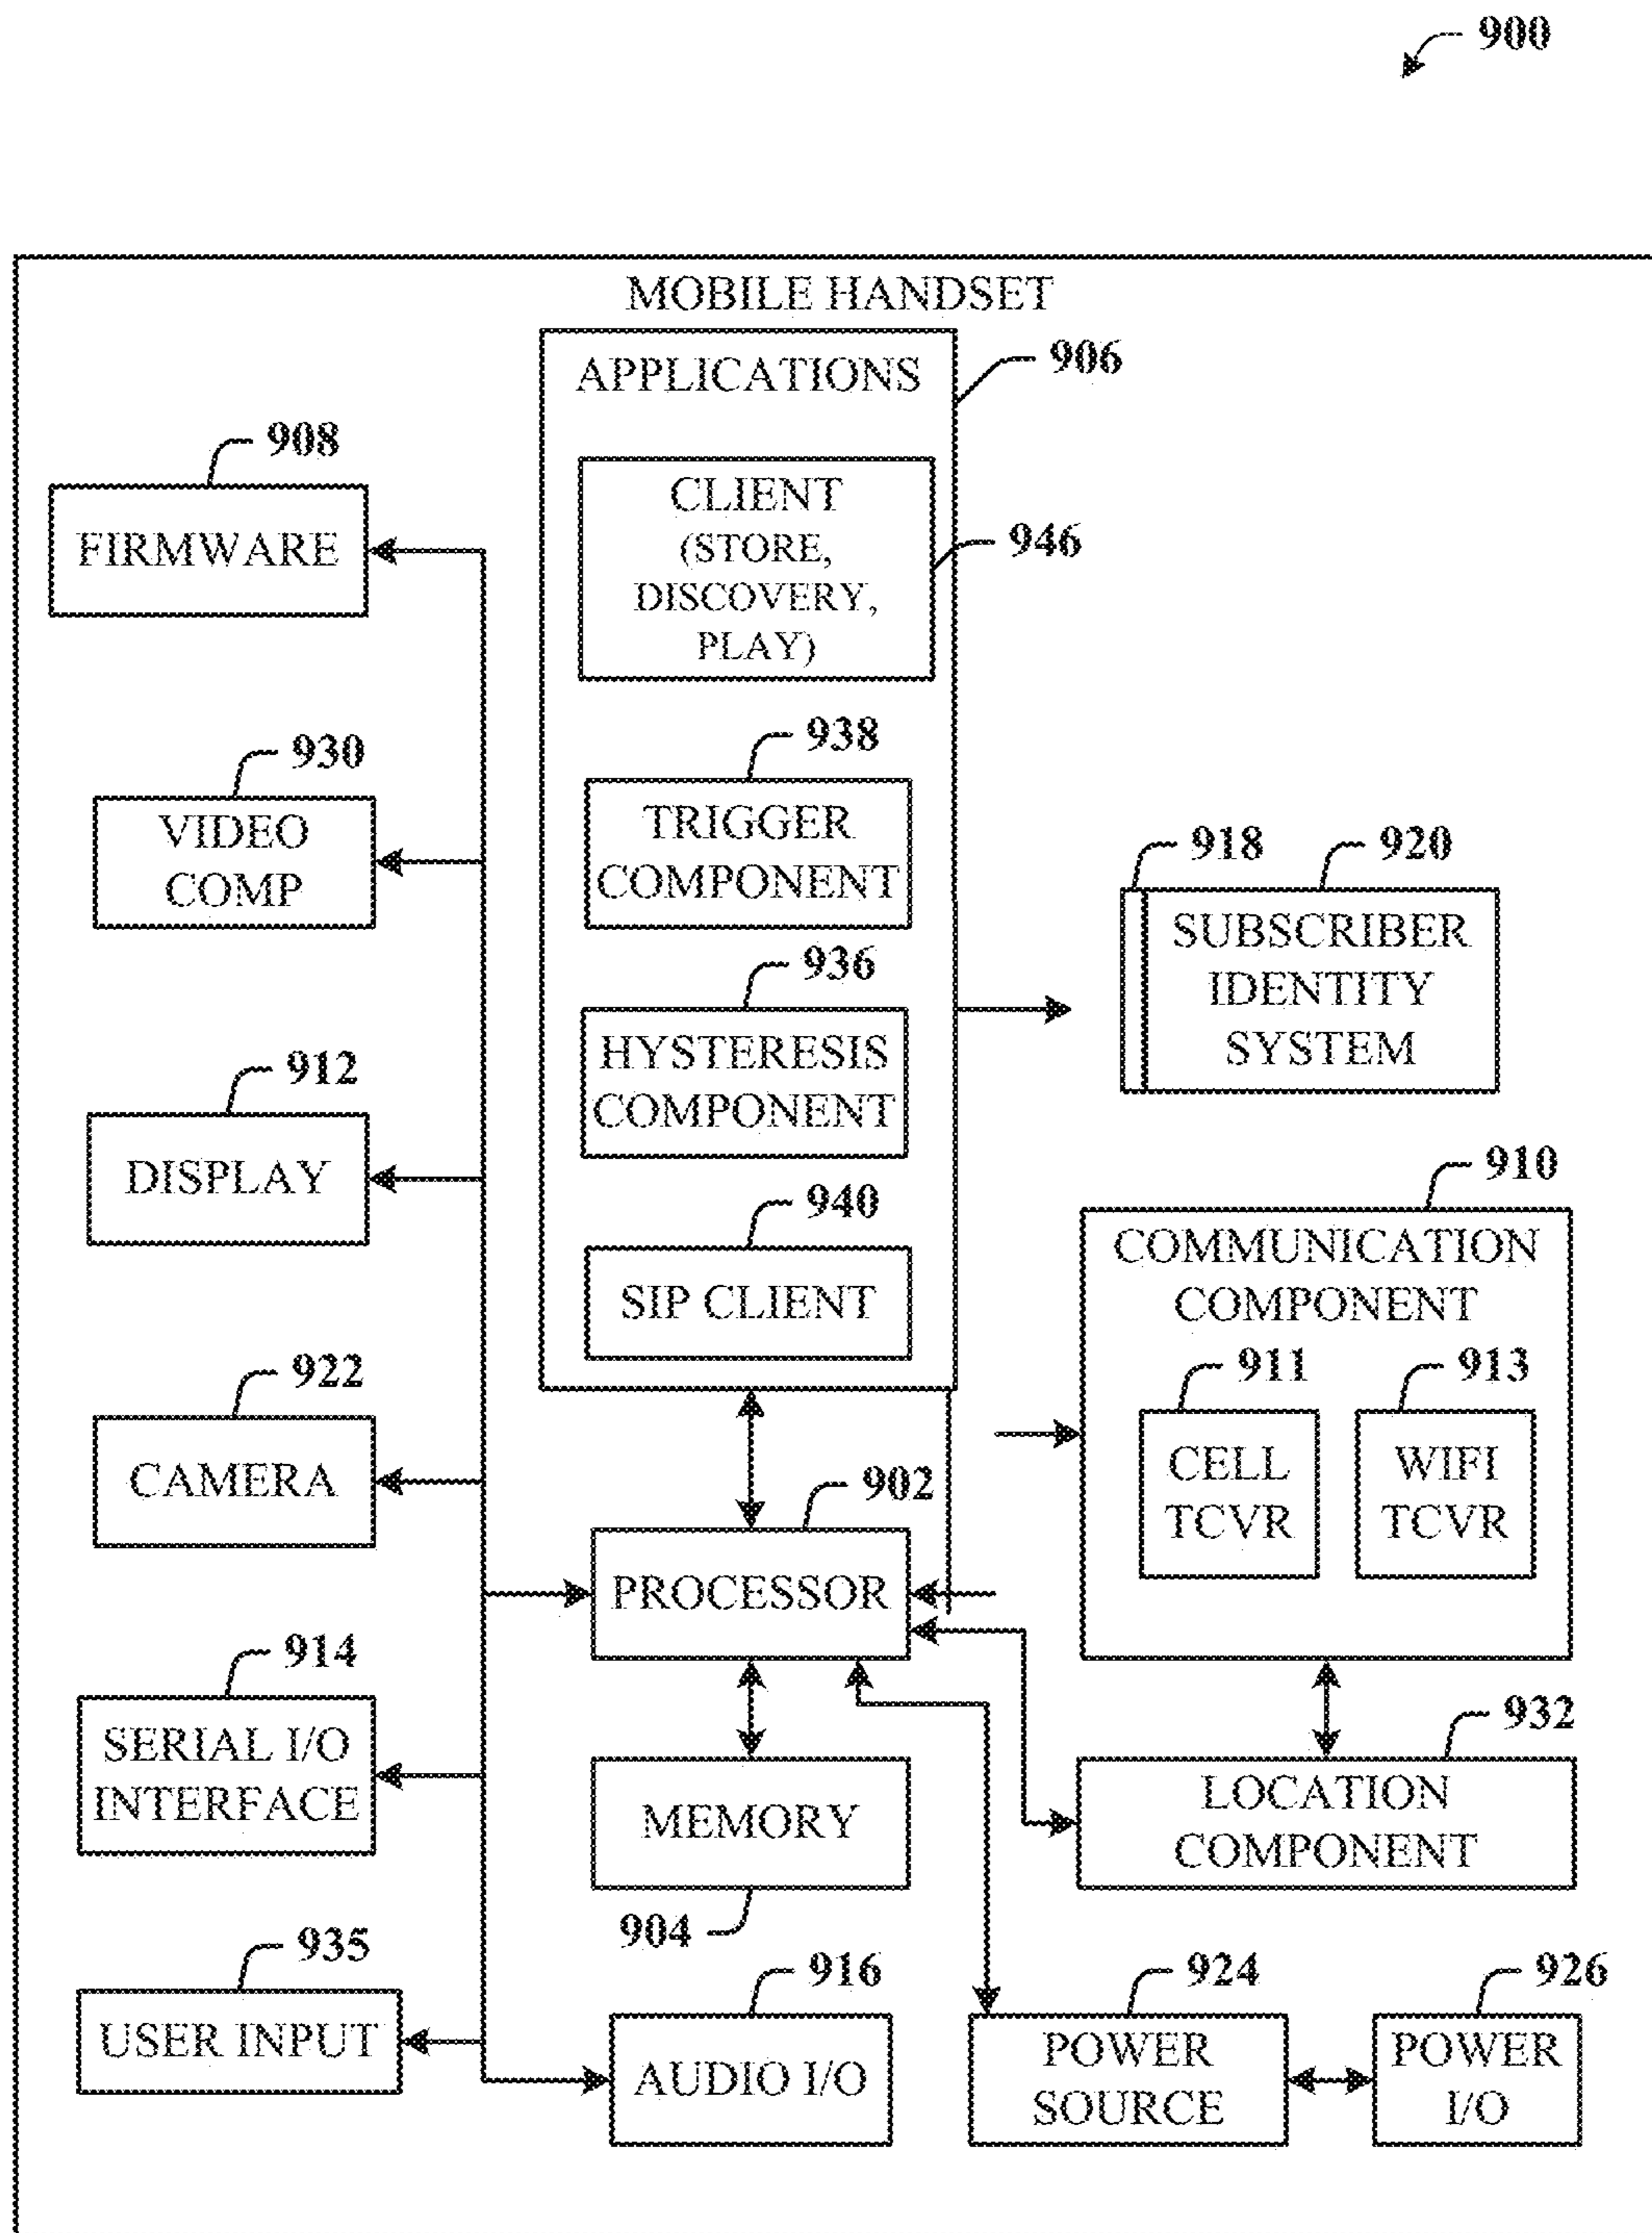 900
MOBILE HANDSET
APPLICATIONS
906
908
FIRMWARE
CLIENT
(STORE,
DISCOVERY,
PLAY)
946
930
VIDEO
COMP
938
TRIGGER
COMPONENT
918
920
SUBSCRIBER
IDENTITY
SYSTEM
936
HYSTERESIS
COMPONENT
912
DISPLAY
940
SIP CLIENT
910
COMMUNICATION
COMPONENT
911
CELL
TCVR
913
WIFI
TCVR
922
CAMERA
902
PROCESSOR
914
SERIAL I/O
INTERFACE
MEMORY
904
932
LOCATION
COMPONENT
935
USER INPUT
916
AUDIO I/O
924
POWER
SOURCE
926
POWER
I/O